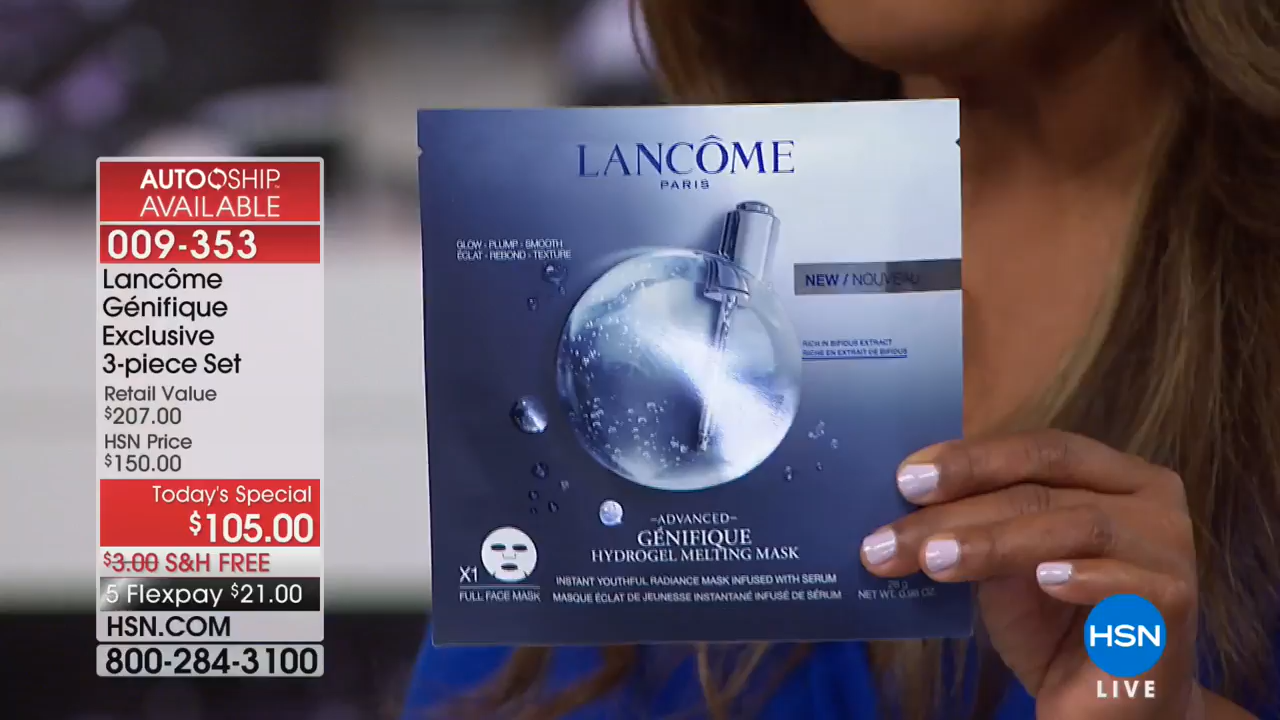 AUTO SHIP
AVAILABLE
009-353
Lancôme
Génifique
Exclusive
3-piece Set
Retail Value
$207.00
HSN Price
$150.00
Today's Special
$105.00
$3.00 S&H FREE
5 Flexpay $21.00
HSN.COM
800-284-3100
LANCÔME
PARIS
GLOW - PLUMP - SMOOTH
ÉCLAT - REBOND - TEXTURE
NEW / NOUVEAU
RICH IN BIFIDUS EXTRACT
RICHE EN EXTRAIT DE BIFIDUS
-ADVANCED-
GÉNIFIQUE
HYDROGEL MELTING MASK
X1
FULL FACE MASK
INSTANT YOUTHFUL RADIANCE MASK INFUSED WITH SERUM
MASQUE ÉCLAT DE JEUNESSE INSTANTANÉ INFUSÉ DE SÉRUM
28 g
NET WT. 0.98 OZ.
HSN
LIVE